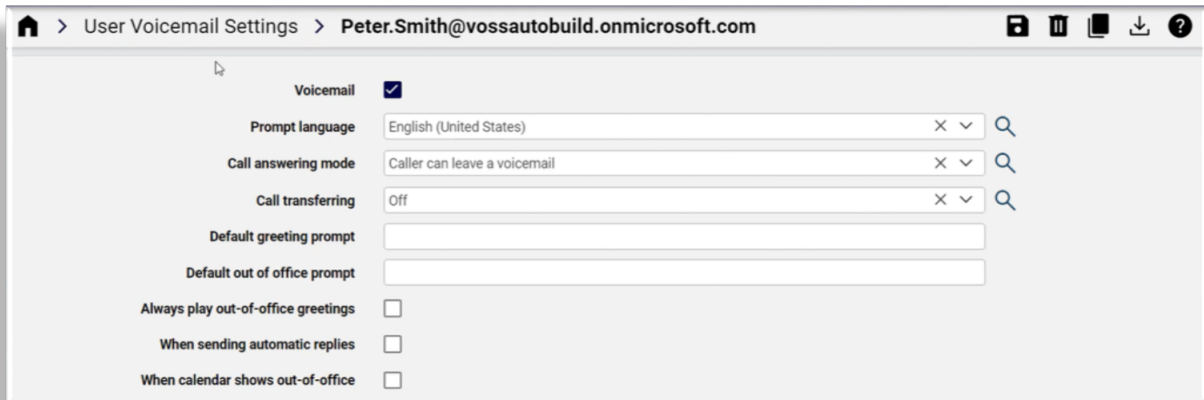 User Voicemail Settings > Peter.Smith@vossautobuild.onmicrosoft.com
Voicemail
Prompt language English (United States)
Call answering mode Caller can leave a voicemail
Call transferring Off
Default greeting prompt
Default out of office prompt
Always play out-of-office greetings
When sending automatic replies
When calendar shows out-of-office